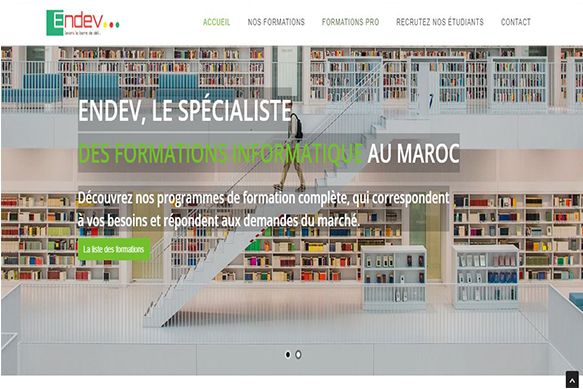 Endev...
ACCUEIL NOS FORMATIONS FORMATIONS PRO RECRUTEZ NOS ÉTUDIANTS CONTACT
ENDEV, LE SPÉCIALISTE
DES FORMATIONS INFORMATIQUE AU MAROC
Découvrez nos programmes de formation complète, qui correspondent
à vos besoins et répondent aux demandes du marché.
La liste des formations